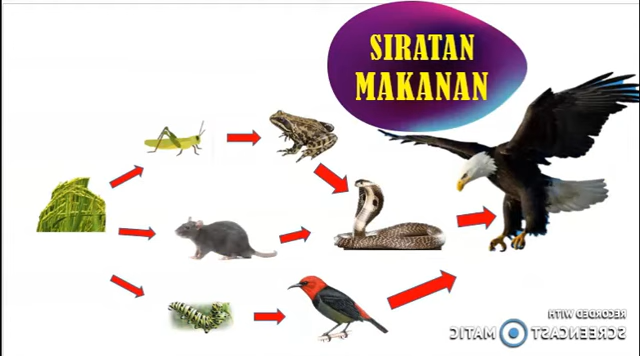 SIRATAN
MAKANAN
RECORDED WITH
SCREENCAST MATIC